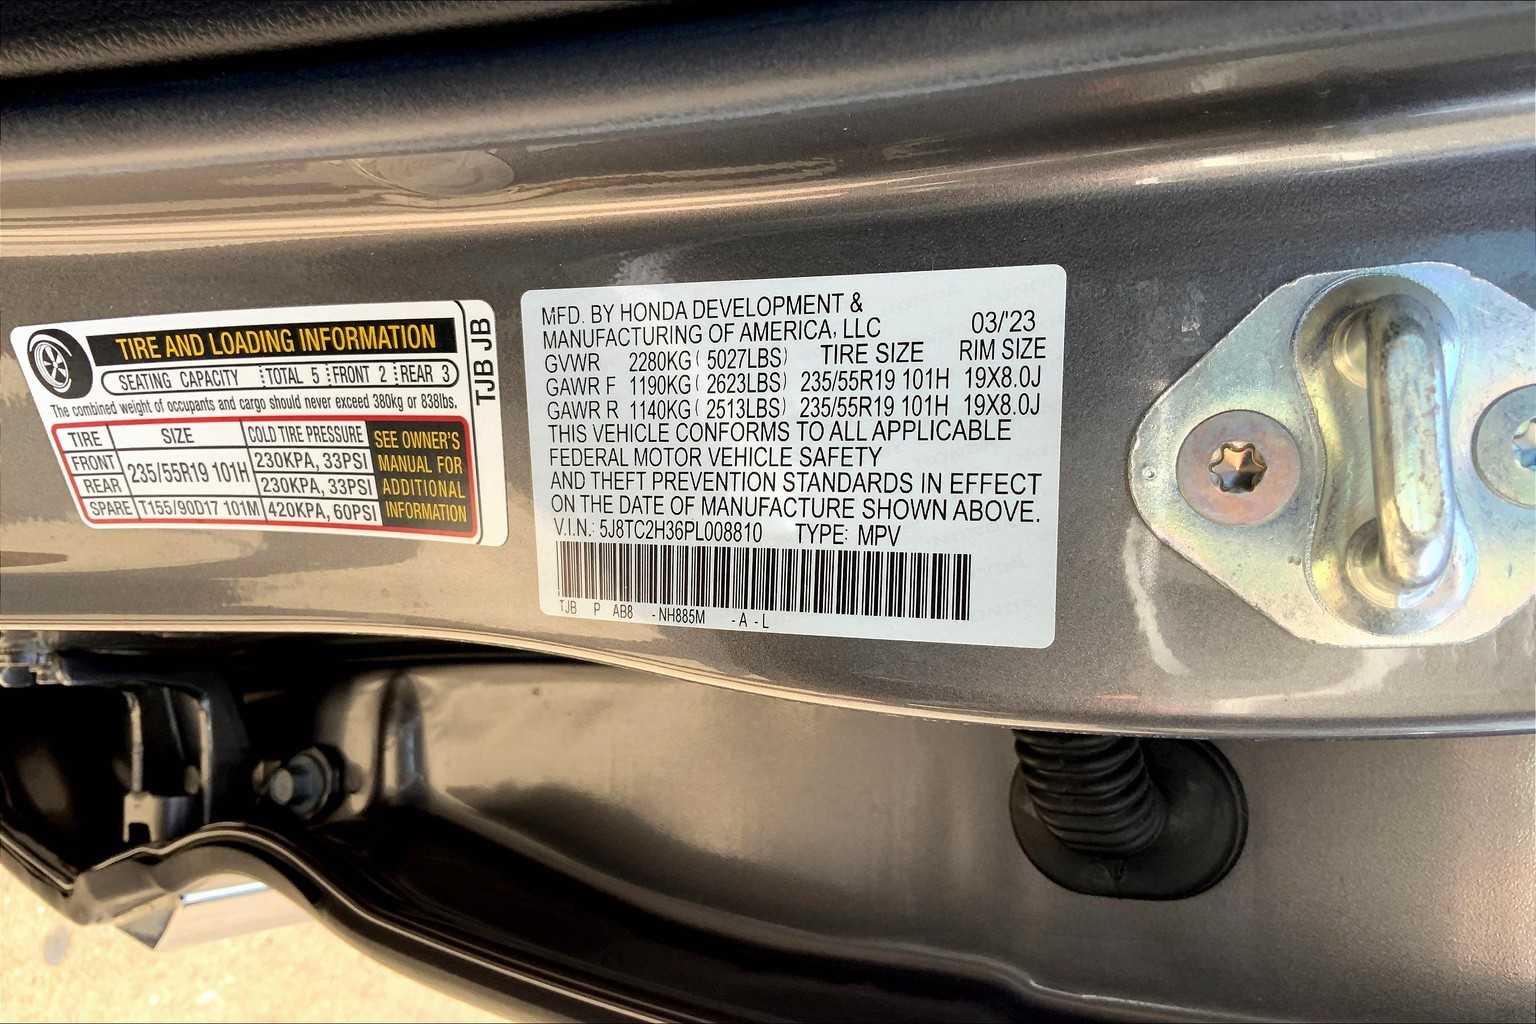 TIRE AND LOADING INFORMATION
SEATING CAPACITY TOTAL 5 FRONT 2 REAR 3
The combined weight of occupants and cargo should never exceed 380kg or 838lbs.
TIRE SIZE COLD TIRE PRESSURE
FRONT 235/55R19 101H 230KPA, 33PSI
REAR 230KPA, 33PSI
SPARE T155/90D17 101M 420KPA, 60PSI
SEE OWNER'S
MANUAL FOR
ADDITIONAL
INFORMATION
TJB JB
MFD. BY HONDA DEVELOPMENT &
MANUFACTURING OF AMERICA, LLC 03/'23
GVWR 2280KG ( 5027LBS) TIRE SIZE RIM SIZE
GAWR F 1190KG ( 2623LBS) 235/55R19 101H 19X8.0J
GAWR R 1140KG ( 2513LBS) 235/55R19 101H 19X8.0J
THIS VEHICLE CONFORMS TO ALL APPLICABLE
FEDERAL MOTOR VEHICLE SAFETY
AND THEFT PREVENTION STANDARDS IN EFFECT
ON THE DATE OF MANUFACTURE SHOWN ABOVE.
V.I.N.: 5J8TC2H36PL008810 TYPE: MPV
TJB P AB8 -NH885M -A-L